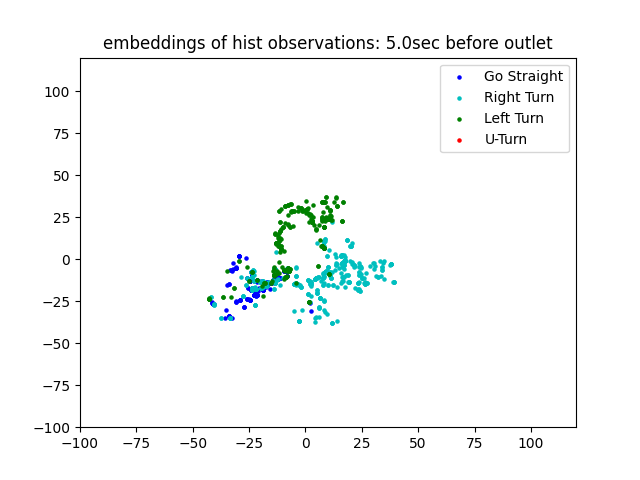 embeddings of hist observations: 5.0sec before outlet
Go Straight
Right Turn
Left Turn
U-Turn
100
75
50
25
0
−25
−50
−75
−100
−100 −75 −50 −25 0 25 50 75 100